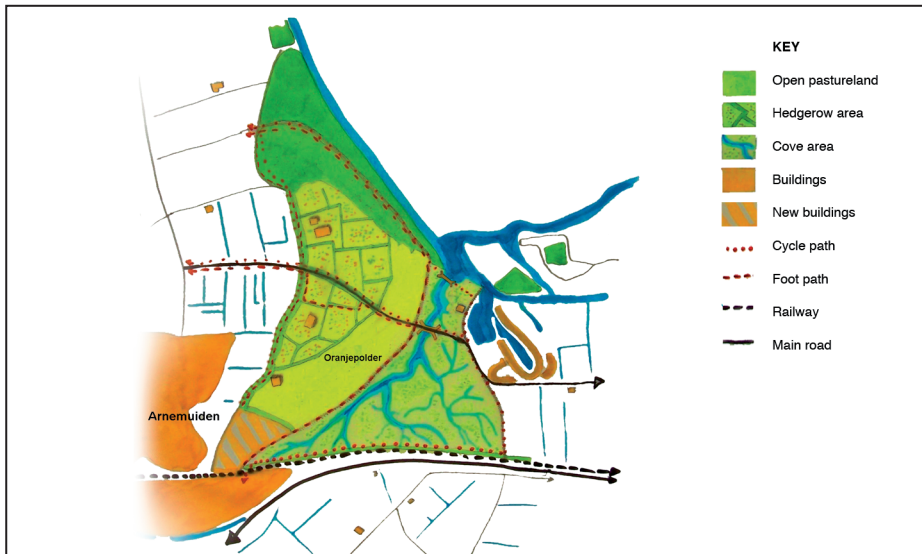 KEY
Open pastureland
Hedgerow area
Cove area
Buildings
New buildings
Cycle path
Foot path
Railway
Main road
Oranjepolder
Arnemuiden